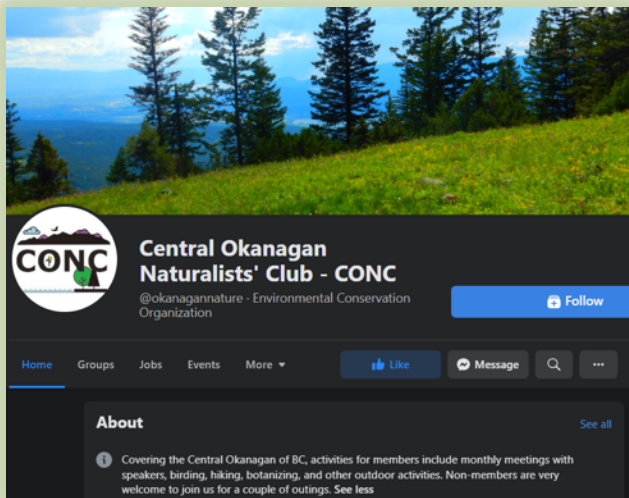 CONC
Central Okanagan
Naturalists' Club - CONC
@okanagannature · Environmental Conservation
Organization
Follow
Home Groups Jobs Events More
Like Message
About See all
Covering the Central Okanagan of BC, activities for members include monthly meetings with
speakers, birding, hiking, botanizing, and other outdoor activities. Non-members are very
welcome to join us for a couple of outings. See less